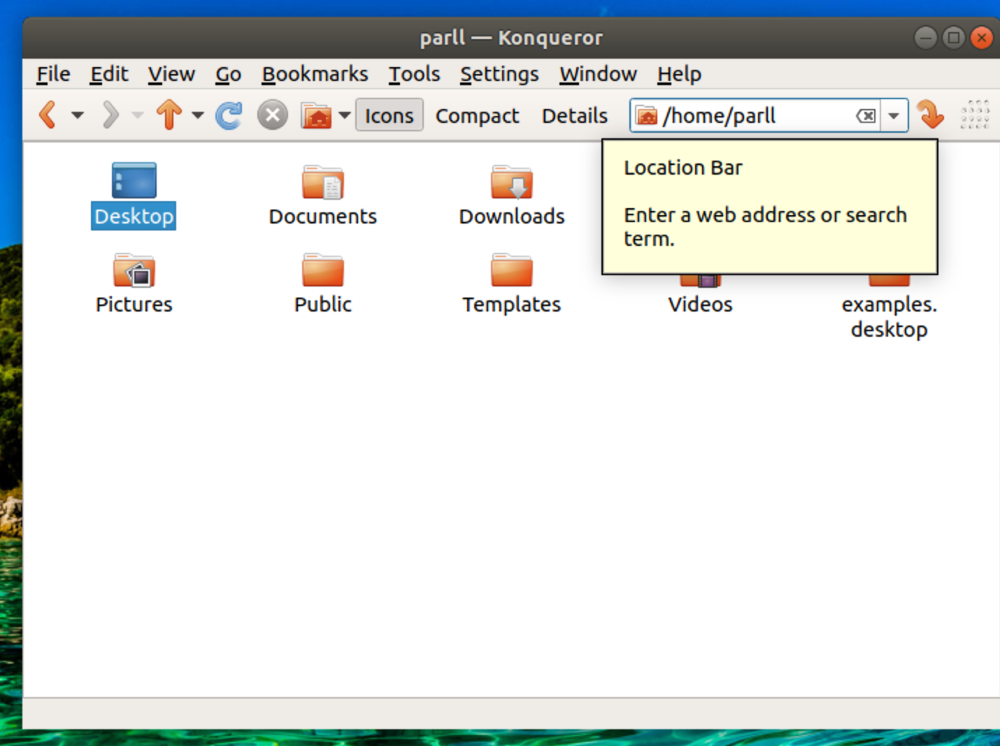 parll — Konqueror
File Edit View Go Bookmarks Tools Settings Window Help
Icons Compact Details /home/parll
Location Bar
Enter a web address or search
term.
Desktop Documents Downloads
Pictures Public Templates Videos examples.
desktop